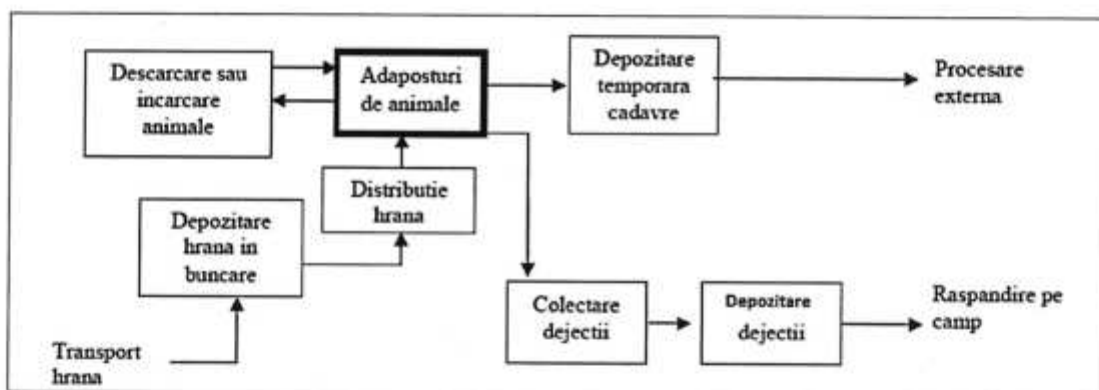 Descarcare sau
incarcare
animale
Adaposturi
de animale
Depozitare
temporara
cadavre
Procesare
externa
Distributie
hrana
Depozitare
hrana in
buncare
Transport
hrana
Colectare
dejectii
Depozitare
dejectii
Raspandire pe
camp